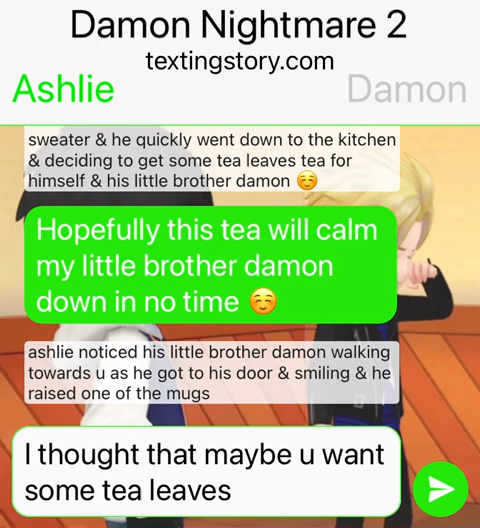 Damon Nightmare 2
textingstory.com
Ashlie
Damon
sweater & he quickly went down to the kitchen
& deciding to get some tea leaves tea for
himself & his little brother damon ☺️
Hopefully this tea will calm
my little brother damon
down in no time ☺️
ashlie noticed his little brother damon walking
towards u as he got to his door & smiling & he
raised one of the mugs
I thought that maybe u want
some tea leaves